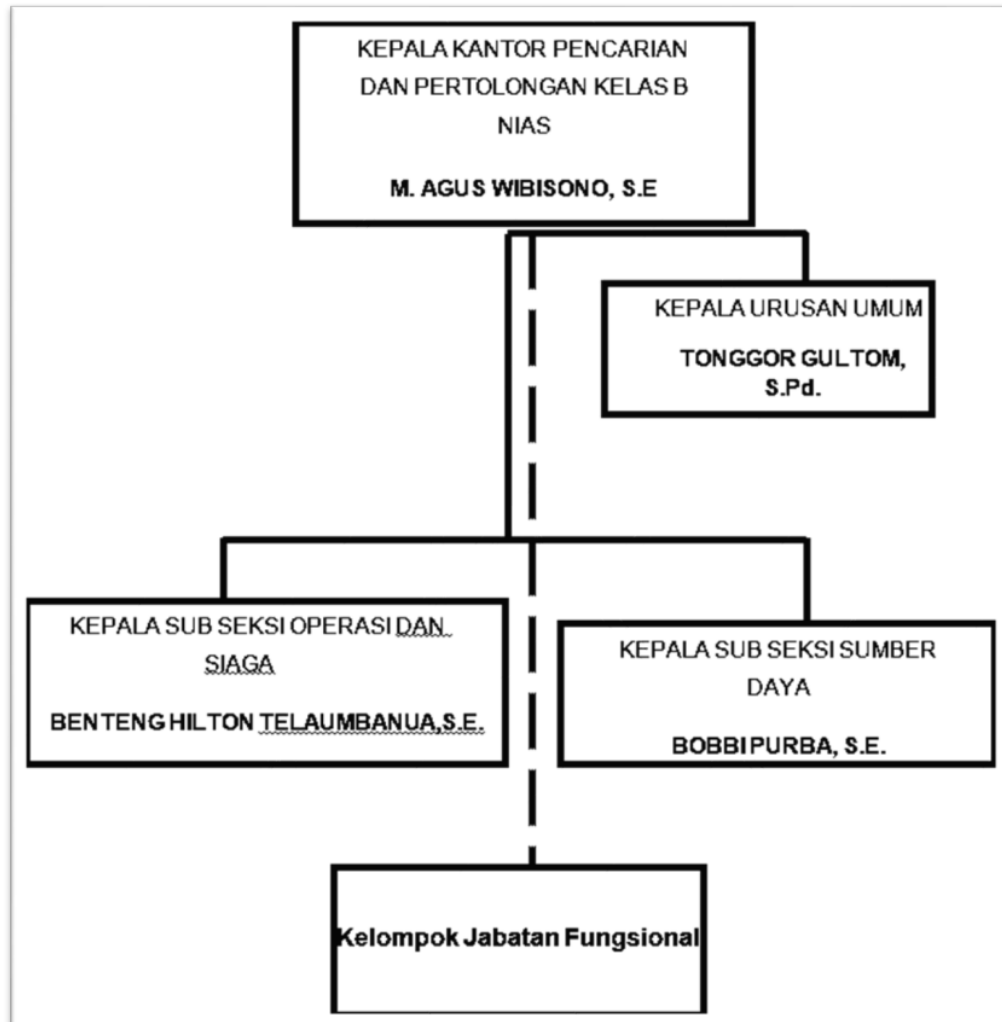 KEPALA KANTOR PENCARIAN
DAN PERTOLONGAN KELAS B
NIAS
M. AGUS WIBISONO, S.E
KEPALA URUSAN UMUM
TONGGOR GULTOM,
S.Pd.
KEPALA SUB SEKSI OPERASI DAN
SIAGA
BENTENG HILTON TELAUMBANUA,S.E.
KEPALA SUB SEKSI SUMBER
DAYA
BOBBI PURBA, S.E.
Kelompok Jabatan Fungsional